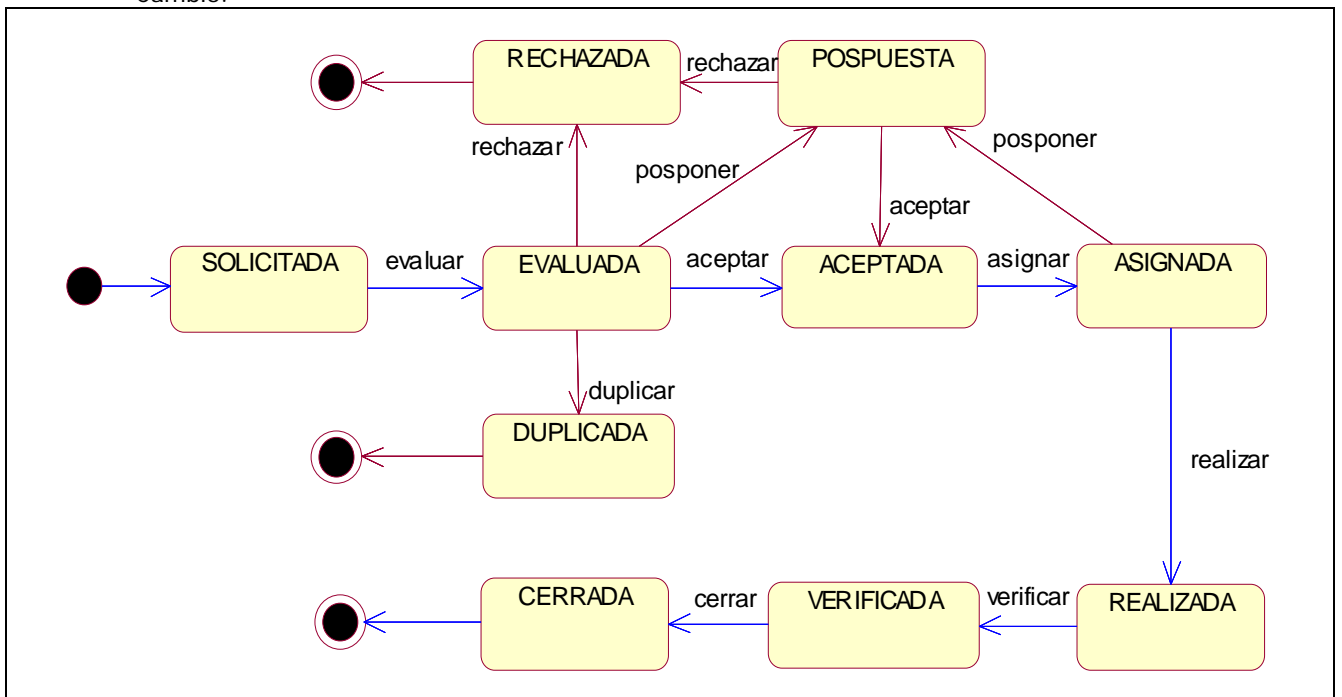 RECHAZADA
rechazar
POSPUESTA
rechazar
posponer
posponer
aceptar
SOLICITADA
evaluar
EVALUADA
aceptar
ACEPTADA
asignar
ASIGNADA
duplicar
DUPLICADA
realizar
CERRADA
cerrar
VERIFICADA
verificar
REALIZADA